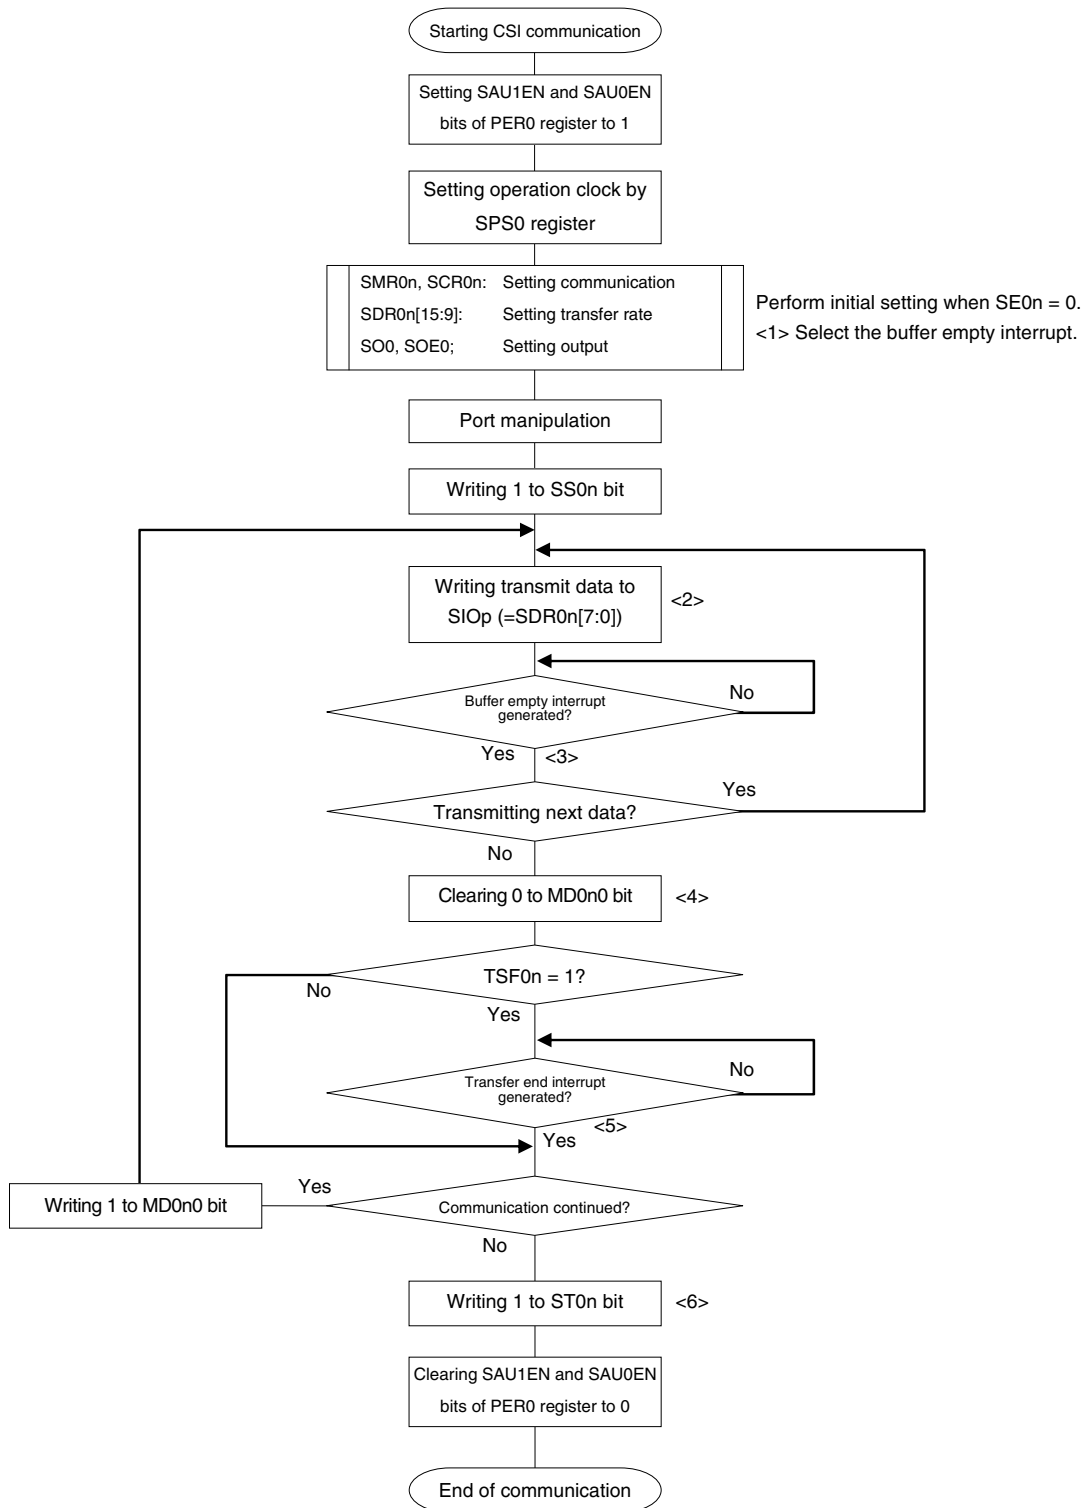 Starting CSI communication
Setting SAU1EN and SAU0EN
bits of PER0 register to 1
Setting operation clock by
SPS0 register
SMR0n, SCR0n: Setting communication
SDR0n[15:9]: Setting transfer rate
SO0, SOE0; Setting output
Perform initial setting when SE0n = 0.
<1> Select the buffer empty interrupt.
Port manipulation
Writing 1 to SS0n bit
Writing transmit data to
SIOp (=SDR0n[7:0])
<2>
Buffer empty interrupt
generated?
No
Yes
<3>
Transmitting next data?
Yes
No
Clearing 0 to MD0n0 bit
<4>
TSF0n = 1?
No
Yes
Transfer end interrupt
generated?
No
<5>
Yes
Communication continued?
Yes
Writing 1 to MD0n0 bit
No
Writing 1 to ST0n bit
<6>
Clearing SAU1EN and SAU0EN
bits of PER0 register to 0
End of communication